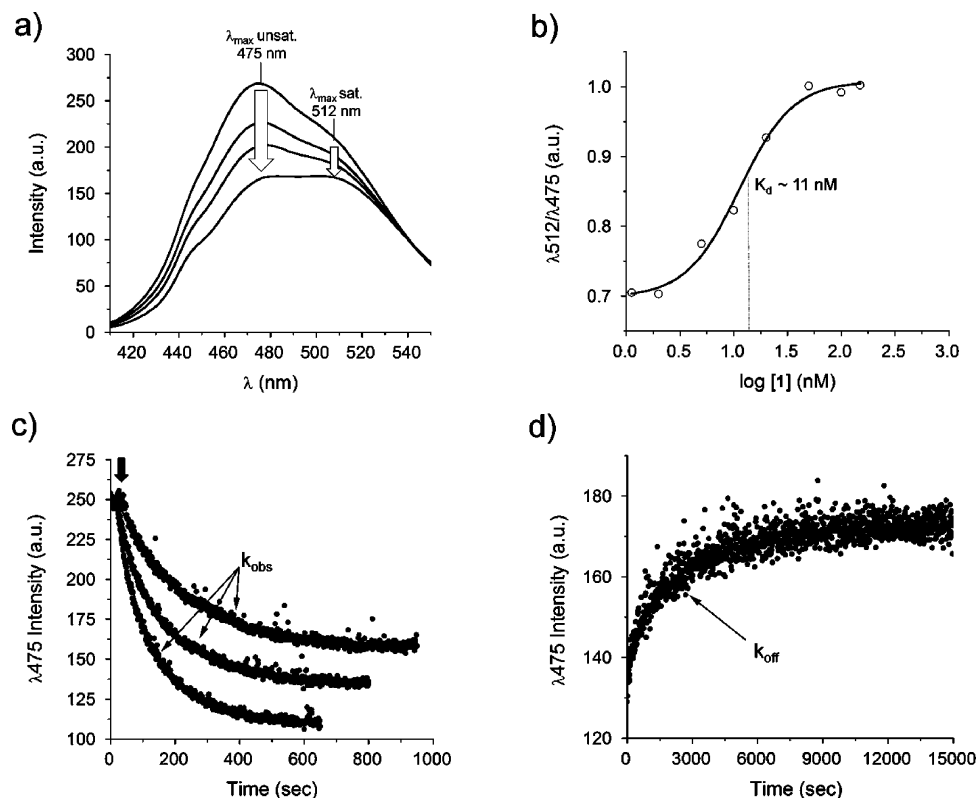 a)
λmax unsat.
475 nm
λmax sat.
512 nm
300
250
200
150
100
50
0
Intensity (a.u.)
420 440 460 480 500 520 540
λ (nm)
b)
1.0
0.9
0.8
0.7
λ512/λ475 (a.u.)
Kd ~ 11 nM
0.0 0.5 1.0 1.5 2.0 2.5 3.0
log [1] (nM)
c)
275
250
225
200
175
150
125
100
λ475 Intensity (a.u.)
kobs
0 200 400 600 800 1000
Time (sec)
d)
180
160
140
120
λ475 Intensity (a.u.)
koff
0 3000 6000 9000 12000 15000
Time (sec)